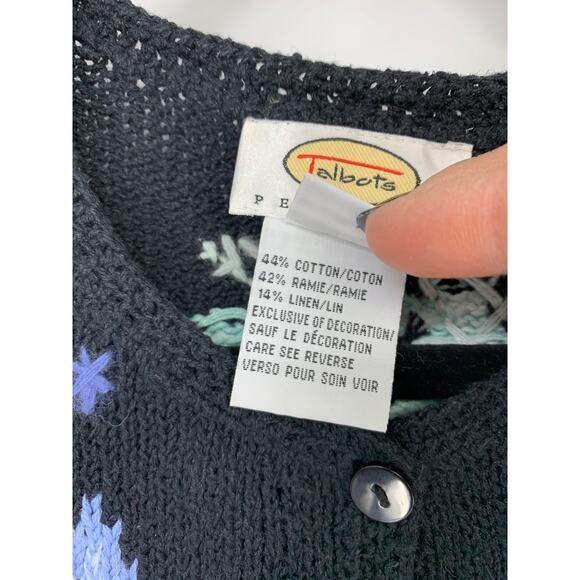 Talbots
44% COTTON/COTON
42% RAMIE/RAMIE
14% LINEN/LIN
EXCLUSIVE OF DECORATION/
SAUF LE DÉCORATION
CARE SEE REVERSE
VERSO POUR SOIN VOIR